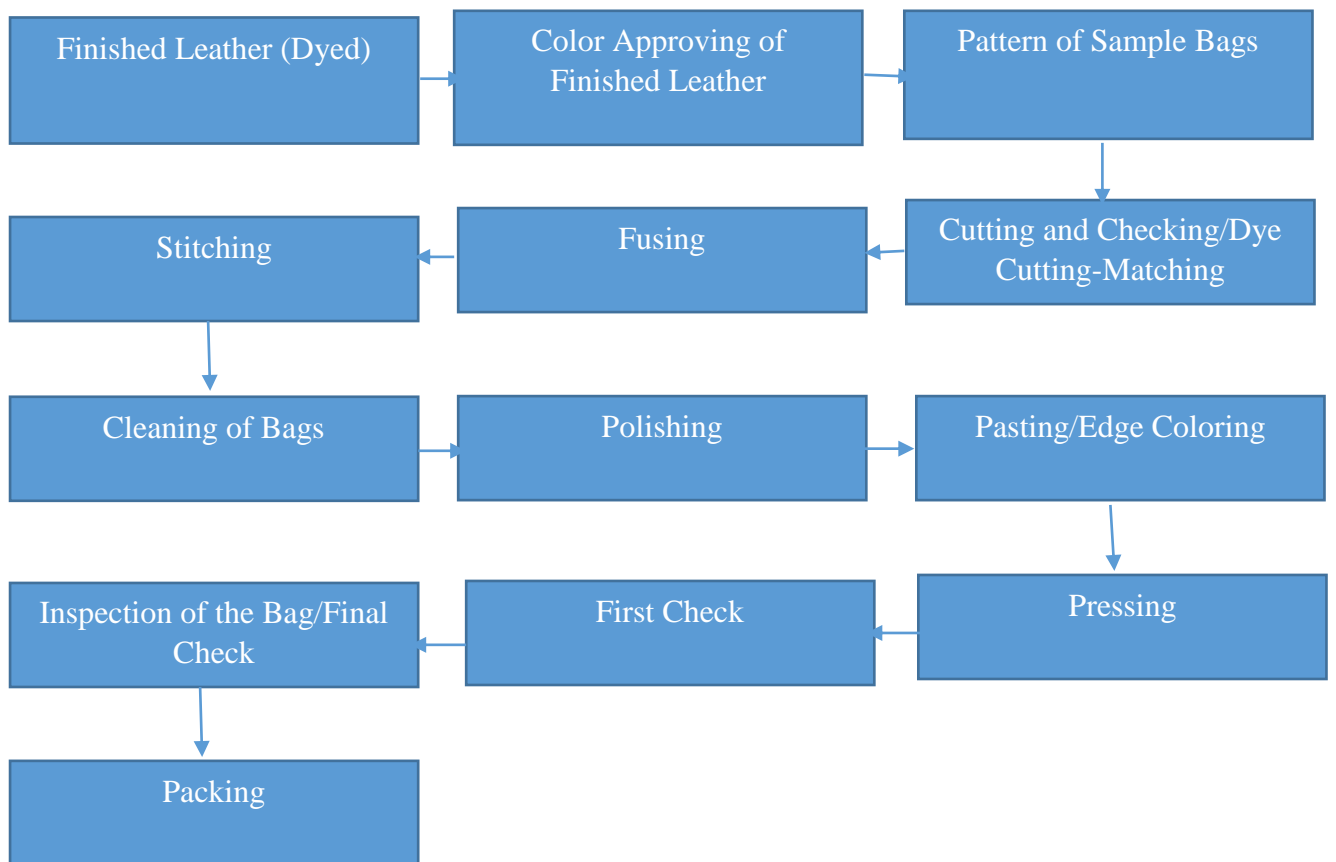 Finished Leather (Dyed)
Color Approving of
Finished Leather
Pattern of Sample Bags
Cutting and Checking/Dye
Cutting-Matching
Fusing
Stitching
Cleaning of Bags
Polishing
Pasting/Edge Coloring
Pressing
First Check
Inspection of the Bag/Final
Check
Packing